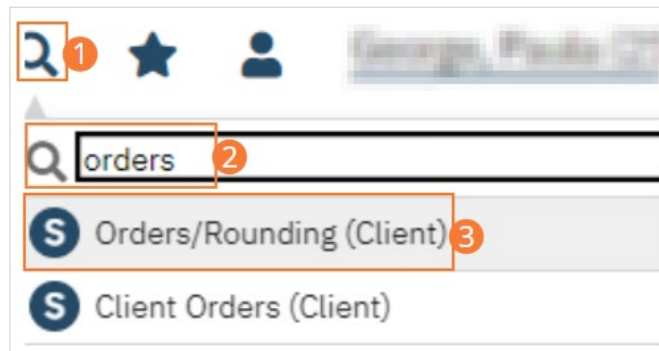 1
orders 2
S Orders/Rounding (Client) 3
S Client Orders (Client)